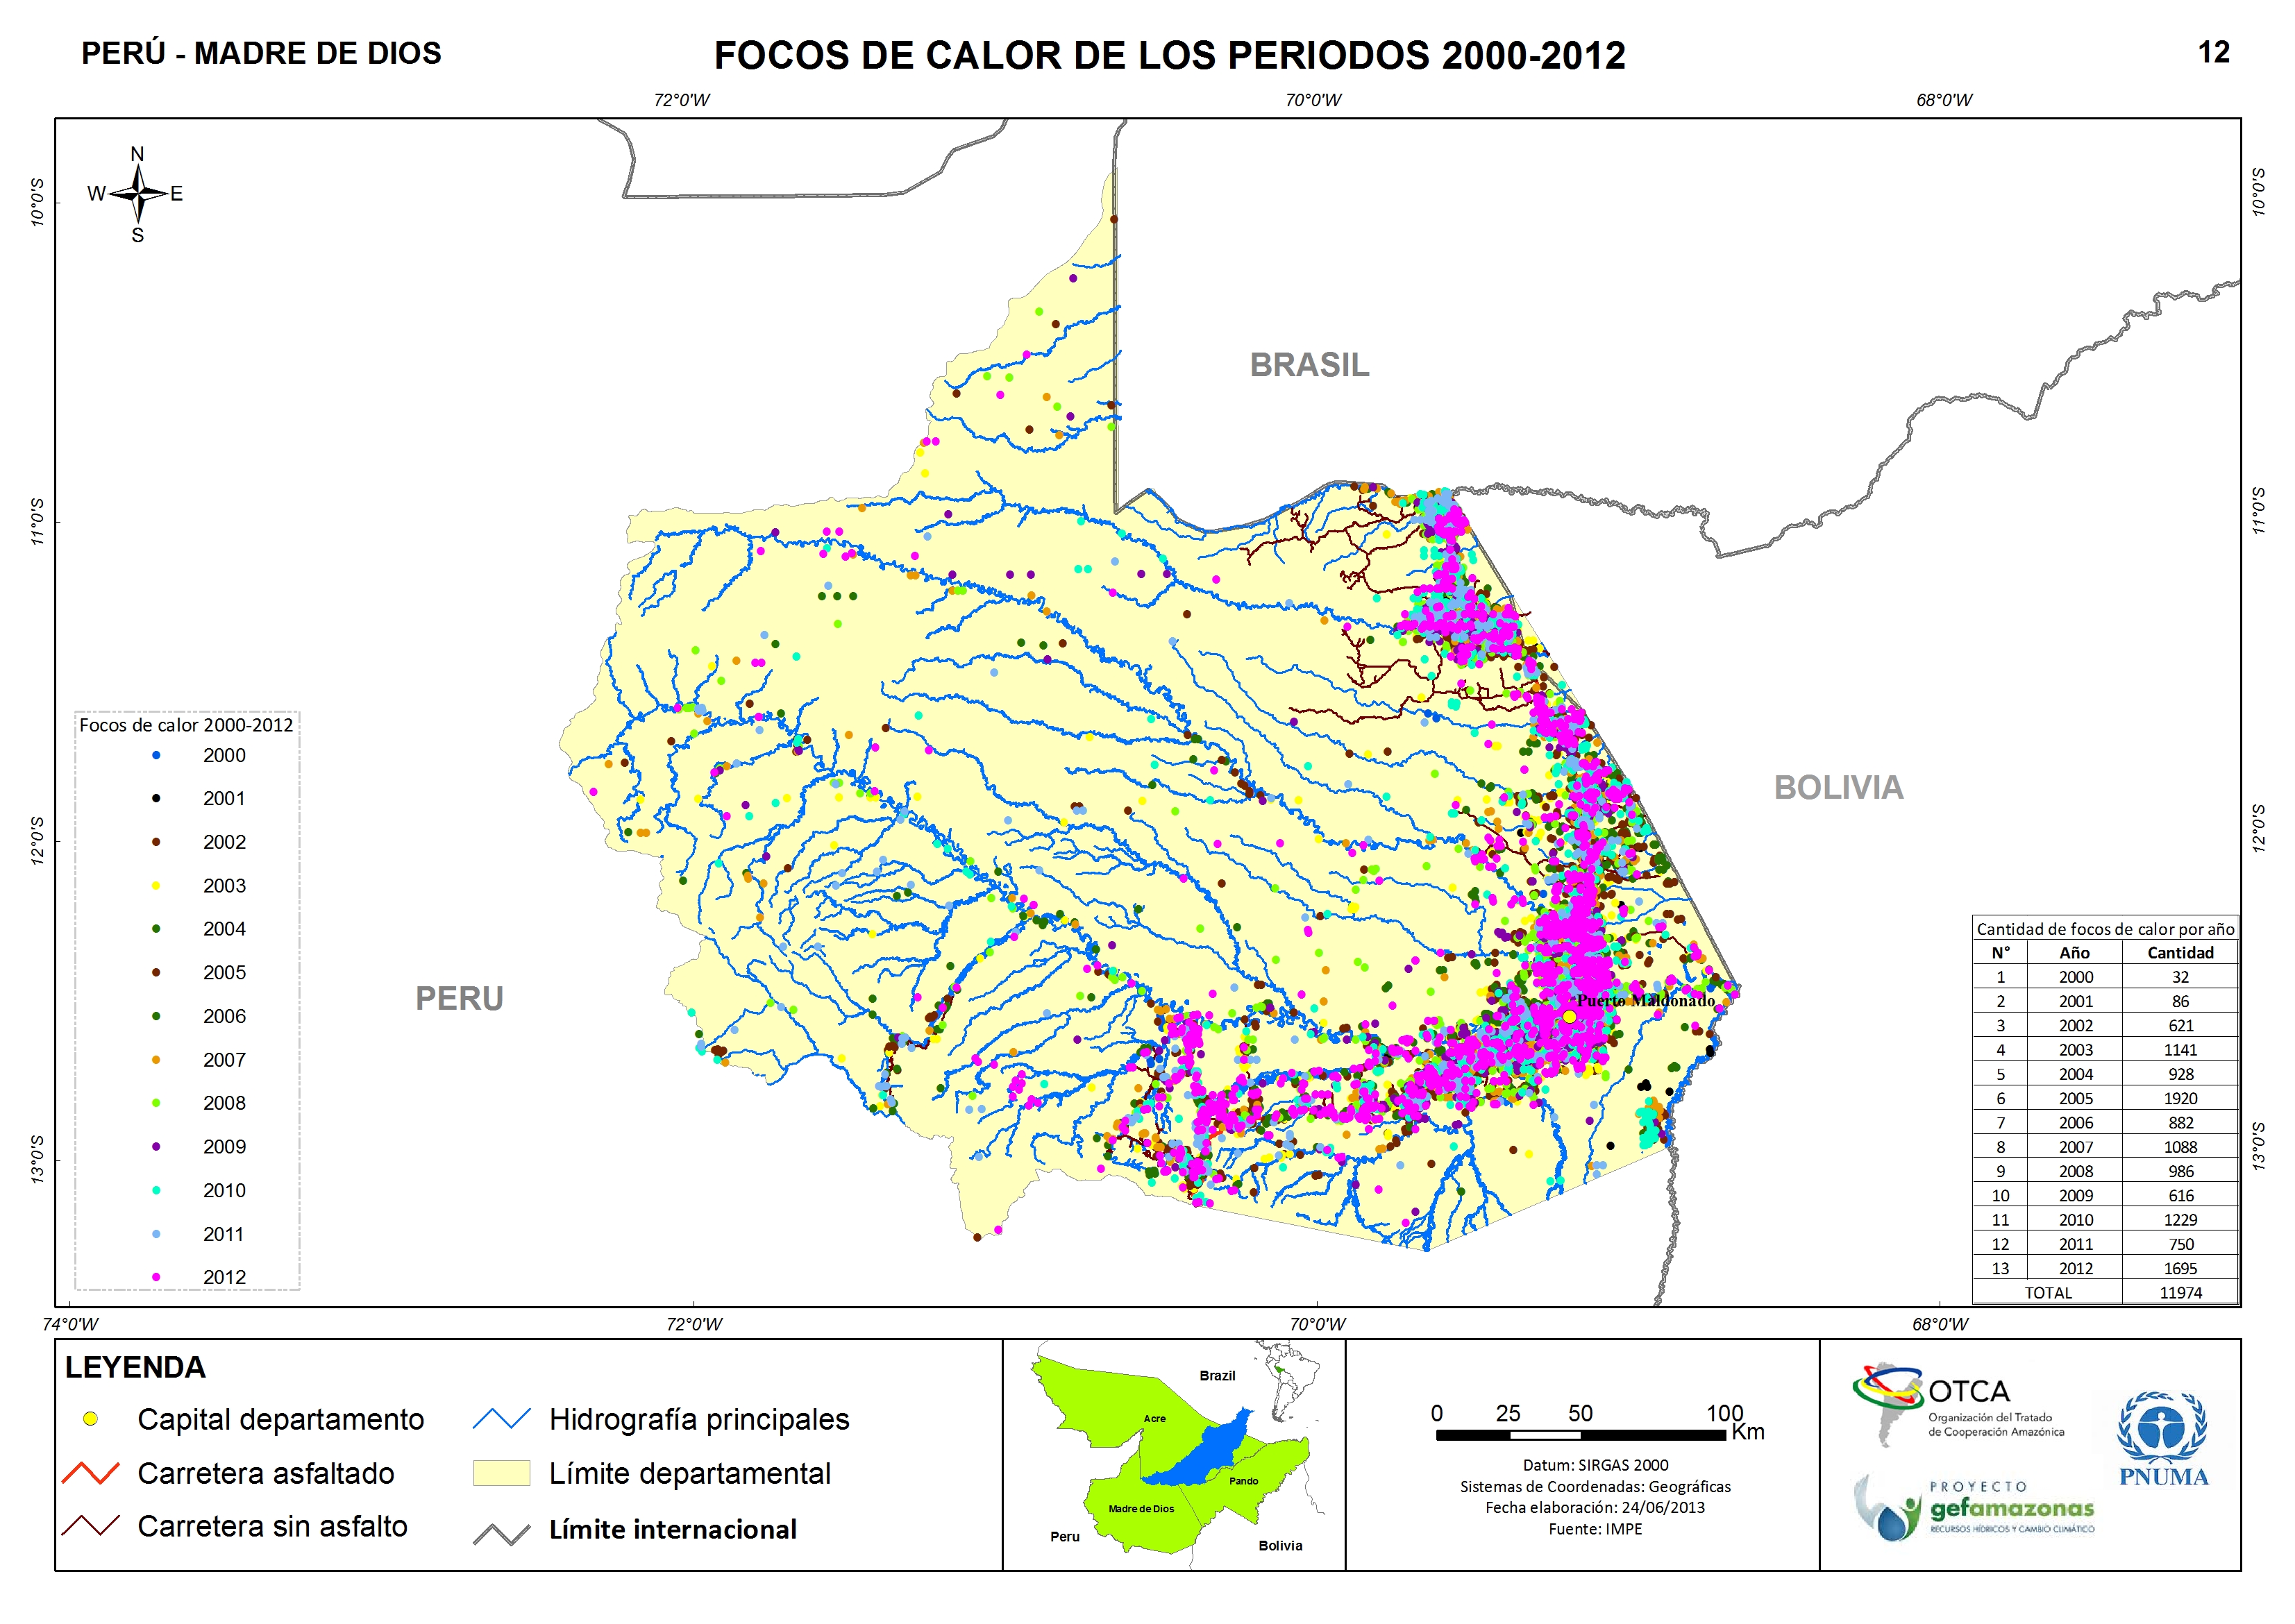 PERÚ - MADRE DE DIOS
FOCOS DE CALOR DE LOS PERIODOS 2000-2012
12
72°0'W
70°0'W
68°0'W
10°0'S
11°0'S
12°0'S
13°0'S
10°0'S
11°0'S
12°0'S
13°0'S
N
W
E
S
BRASIL
BOLIVIA
PERU
Puerto Maldonado
Focos de calor 2000-2012
2000
2001
2002
2003
2004
2005
2006
2007
2008
2009
2010
2011
2012
Cantidad de focos de calor por año
N° Año Cantidad
1 2000 32
2 2001 86
3 2002 621
4 2003 1141
5 2004 928
6 2005 1920
7 2006 882
8 2007 1088
9 2008 986
10 2009 616
11 2010 1229
12 2011 750
13 2012 1695
TOTAL 11974
74°0'W
72°0'W
70°0'W
68°0'W
LEYENDA
Capital departamento
Carretera asfaltado
Carretera sin asfalto
Hidrografía principales
Límite departamental
Límite internacional
Brazil
Acre
Pando
Madre de Dios
Peru
Bolivia
0 25 50 100
Km
Datum: SIRGAS 2000
Sistemas de Coordenadas: Geográficas
Fecha elaboración: 24/06/2013
Fuente: IMPE
OTCA
Organización del Tratado
de Cooperación Amazónica
PROYECTO
gefamazonas
RECURSOS HÍDRICOS Y CAMBIO CLIMÁTICO
PNUMA